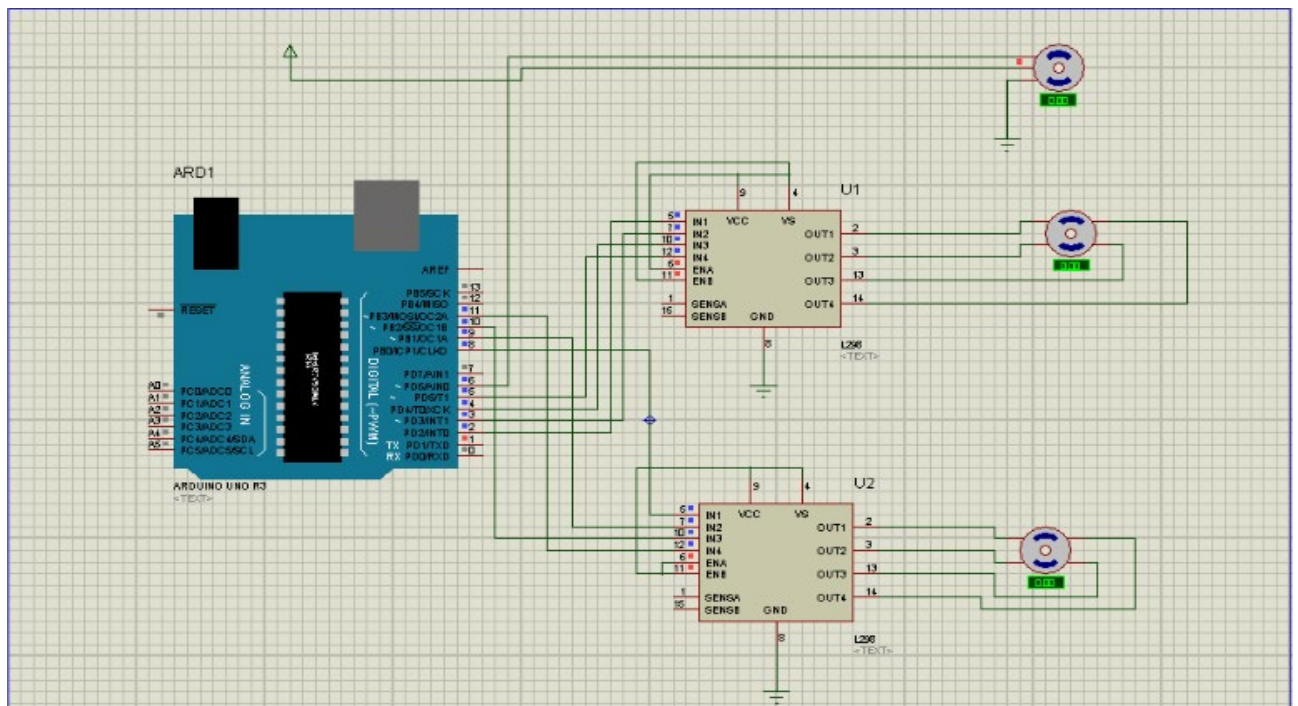 ARD1
AREF
RESET
PB5/SCK 13
PB4/MISO 12
~ PB3/MOSI/OC2A 11
~ PB2/SS/OC1B 10
~ PB1/OC1A 9
PB0/ICP1/CLKO 8
PD7/AIN1 7
~ PD6/AIN0 6
~ PD5/T1 5
PD4/T0/XCK 4
~ PD3/INT1 3
PD2/INT0 2
TX PD1/TXD 1
RX PD0/RXD 0
DIGITAL (~PWM)
ANALOG IN
A0 PC0/ADC0
A1 PC1/ADC1
A2 PC2/ADC2
A3 PC3/ADC3
A4 PC4/ADC4/SDA
A5 PC5/ADC5/SCL
ARDUINO UNO R3
<TEXT>
U1
9 4
VCC VS
IN1
7 IN2
10 IN3
12 IN4
6 ENA
11 ENB
1 SENSA
15 SENSB
GND
8
OUT1 2
OUT2 3
OUT3 13
OUT4 14
L298
<TEXT>
U2
9 4
VCC VS
IN1
7 IN2
10 IN3
12 IN4
6 ENA
11 ENB
1 SENSA
15 SENSB
GND
8
OUT1 2
OUT2 3
OUT3 13
OUT4 14
L298
<TEXT>